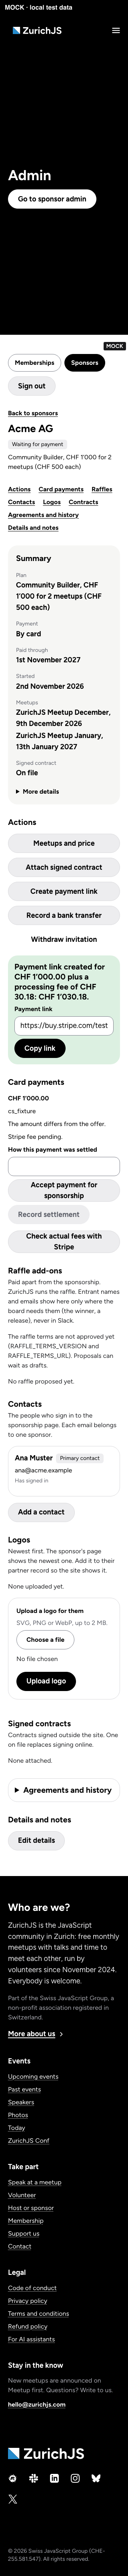 MOCK · local test data
ZurichJS
Admin
Go to sponsor admin
MOCK
Memberships
Sponsors
Sign out
Back to sponsors
Acme AG
Waiting for payment
Community Builder, CHF 1'000 for 2
meetups (CHF 500 each)
Actions
Card payments
Raffles
Contacts
Logos
Contracts
Agreements and history
Details and notes
Summary
Plan
Community Builder, CHF
1'000 for 2 meetups (CHF
500 each)
Payment
By card
Paid through
1st November 2027
Started
2nd November 2026
Meetups
ZurichJS Meetup December,
9th December 2026
ZurichJS Meetup January,
13th January 2027
Signed contract
On file
More details
Actions
Meetups and price
Attach signed contract
Create payment link
Record a bank transfer
Withdraw invitation
Payment link created for
CHF 1'000.00 plus a
processing fee of CHF
30.18: CHF 1'030.18.
Payment link
https://buy.stripe.com/test
Copy link
Card payments
CHF 1'000.00
cs_fixture
The amount differs from the offer.
Stripe fee pending.
How this payment was settled
Accept payment for
sponsorship
Record settlement
Check actual fees with
Stripe
Raffle add-ons
Paid apart from the sponsorship.
ZurichJS runs the raffle. Entrant names
and emails show here only where the
board needs them (the winner, a
release), never in Slack.
The raffle terms are not approved yet
(RAFFLE_TERMS_VERSION and
RAFFLE_TERMS_URL). Proposals can
wait as drafts.
No raffle proposed yet.
Contacts
The people who sign in to the
sponsorship page. Each email belongs
to one sponsor.
Ana Muster
Primary contact
ana@acme.example
Has signed in
Add a contact
Logos
Newest first. The sponsor's page
shows the newest one. Add it to their
partner record so the site shows it.
None uploaded yet.
Upload a logo for them
SVG, PNG or WebP, up to 2 MB.
Choose a file
No file chosen
Upload logo
Signed contracts
Contracts signed outside the site. One
on file replaces signing online.
None attached.
Agreements and history
Details and notes
Edit details
Who are we?
ZurichJS is the JavaScript
community in Zurich: free monthly
meetups with talks and time to
meet each other, run by
volunteers since November 2024.
Everybody is welcome.
Part of the Swiss JavaScript Group, a
non-profit association registered in
Switzerland.
More about us
Events
Upcoming events
Past events
Speakers
Photos
Today
ZurichJS Conf
Take part
Speak at a meetup
Volunteer
Host or sponsor
Membership
Support us
Contact
Legal
Code of conduct
Privacy policy
Terms and conditions
Refund policy
For AI assistants
Stay in the know
New meetups are announced on
Meetup first. Questions? Write to us.
hello@zurichjs.com
ZurichJS
© 2026 Swiss JavaScript Group (CHE-
255.581.547). All rights reserved.